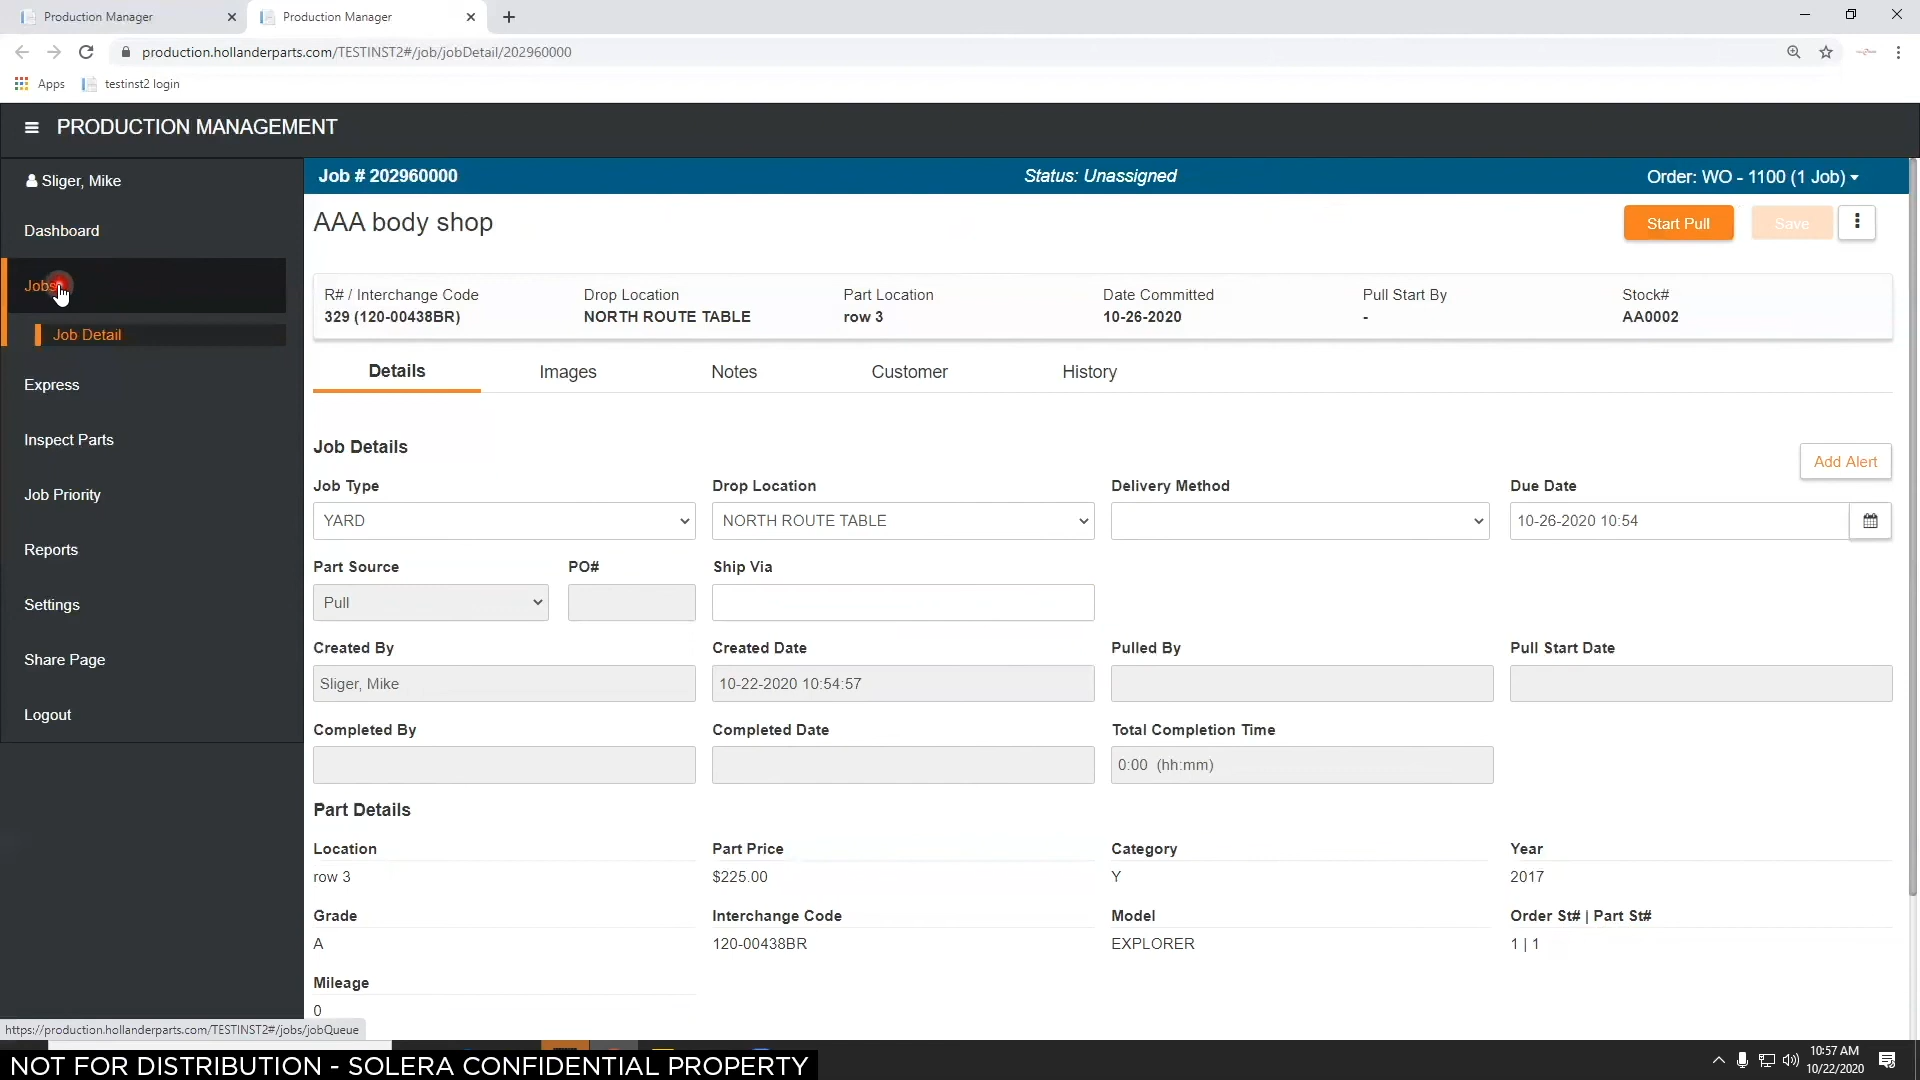 Production Manager
Production Manager
production.hollanderparts.com/TESTINST2#/job/jobDetail/202960000
Apps
testinst2 login
PRODUCTION MANAGEMENT
Sliger, Mike
Dashboard
Jobs
Job Detail
Express
Inspect Parts
Job Priority
Reports
Settings
Share Page
Logout
Job # 202960000
Status: Unassigned
Order: WO - 1100 (1 Job)
AAA body shop
Start Pull
Save
R# / Interchange Code
Drop Location
Part Location
Date Committed
Pull Start By
Stock#
329 (120-00438BR)
NORTH ROUTE TABLE
row 3
10-26-2020
-
AA0002
Details
Images
Notes
Customer
History
Job Details
Add Alert
Job Type
Drop Location
Delivery Method
Due Date
YARD
NORTH ROUTE TABLE
10-26-2020 10:54
Part Source
PO#
Ship Via
Pull
Created By
Created Date
Pulled By
Pull Start Date
Sliger, Mike
10-22-2020 10:54:57
Completed By
Completed Date
Total Completion Time
0:00 (hh:mm)
Part Details
Location
Part Price
Category
Year
row 3
$225.00
Y
2017
Grade
Interchange Code
Model
Order St# | Part St#
A
120-00438BR
EXPLORER
1 | 1
Mileage
0
https://production.hollanderparts.com/TESTINST2#/jobs/jobQueue
NOT FOR DISTRIBUTION - SOLERA CONFIDENTIAL PROPERTY
10:57 AM
10/22/2020